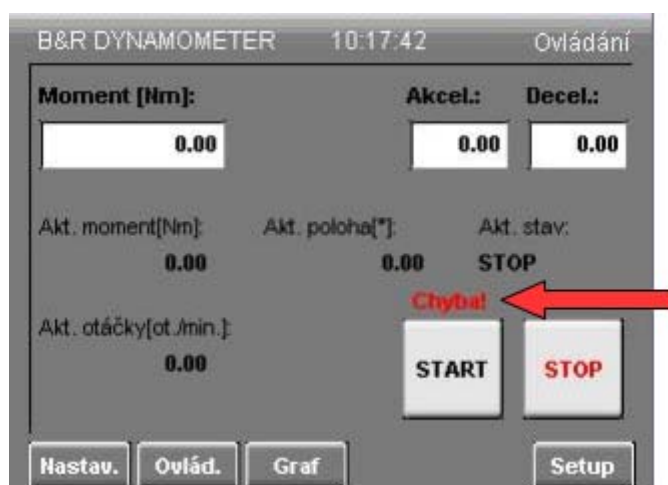 B&R DYNAMOMETER 10:17:42 Ovládání
Moment [Nm]: Akcel.: Decel.:
0.00 0.00 0.00
Akt. moment[Nm]: Akt. poloha[°]: Akt. stav:
0.00 0.00 STOP
Chyba!
Akt. otáčky[ot./min.]:
0.00
START STOP
Nastav. Ovlád. Graf Setup